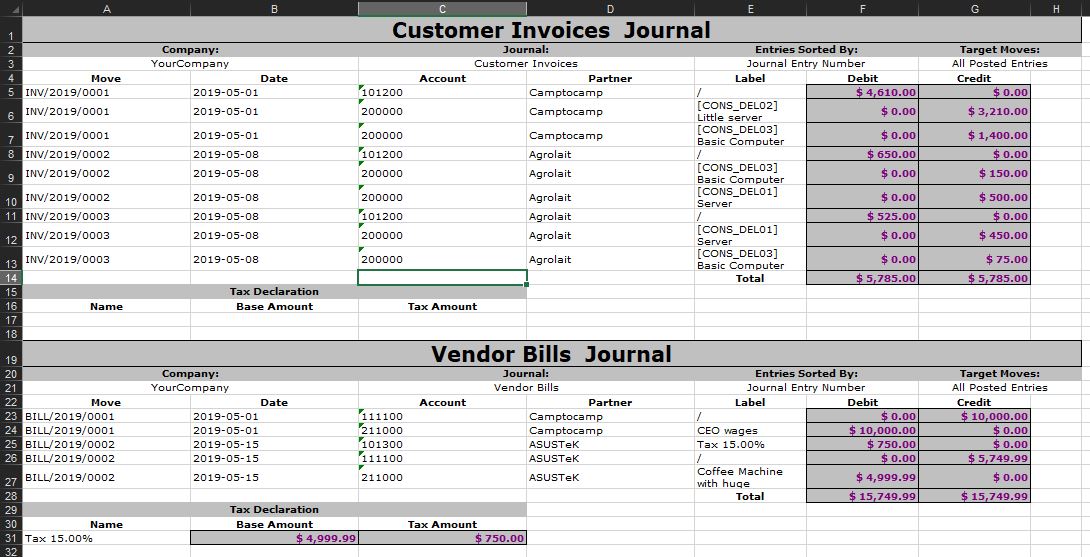 A B C D E F G H
1 Customer Invoices  Journal
2 Company: Journal: Entries Sorted By: Target Moves:
3 YourCompany Customer Invoices Journal Entry Number All Posted Entries
4 Move Date Account Partner Label Debit Credit
5 INV/2019/0001 2019-05-01 101200 Camptocamp / $ 4,610.00 $ 0.00
[CONS_DEL02]
6 INV/2019/0001 2019-05-01 200000 Camptocamp Little server $ 0.00 $ 3,210.00
[CONS_DEL03]
7 INV/2019/0001 2019-05-01 200000 Camptocamp Basic Computer $ 0.00 $ 1,400.00
8 INV/2019/0002 2019-05-08 101200 Agrolait / $ 650.00 $ 0.00
[CONS_DEL03]
9 INV/2019/0002 2019-05-08 200000 Agrolait Basic Computer $ 0.00 $ 150.00
[CONS_DEL01]
10 INV/2019/0002 2019-05-08 200000 Agrolait Server $ 0.00 $ 500.00
11 INV/2019/0003 2019-05-08 101200 Agrolait / $ 525.00 $ 0.00
[CONS_DEL01]
12 INV/2019/0003 2019-05-08 200000 Agrolait Server $ 0.00 $ 450.00
[CONS_DEL03]
13 INV/2019/0003 2019-05-08 200000 Agrolait Basic Computer $ 0.00 $ 75.00
14 Total $ 5,785.00 $ 5,785.00
15 Tax Declaration
16 Name Base Amount Tax Amount
17
18
19 Vendor Bills  Journal
20 Company: Journal: Entries Sorted By: Target Moves:
21 YourCompany Vendor Bills Journal Entry Number All Posted Entries
22 Move Date Account Partner Label Debit Credit
23 BILL/2019/0001 2019-05-01 111100 Camptocamp / $ 0.00 $ 10,000.00
24 BILL/2019/0001 2019-05-01 211000 Camptocamp CEO wages $ 10,000.00 $ 0.00
25 BILL/2019/0002 2019-05-15 101300 ASUSTeK Tax 15.00% $ 750.00 $ 0.00
26 BILL/2019/0002 2019-05-15 111100 ASUSTeK / $ 0.00 $ 5,749.99
Coffee Machine
27 BILL/2019/0002 2019-05-15 211000 ASUSTeK with huge $ 4,999.99 $ 0.00
28 Total $ 15,749.99 $ 15,749.99
29 Tax Declaration
30 Name Base Amount Tax Amount
31 Tax 15.00% $ 4,999.99 $ 750.00
32